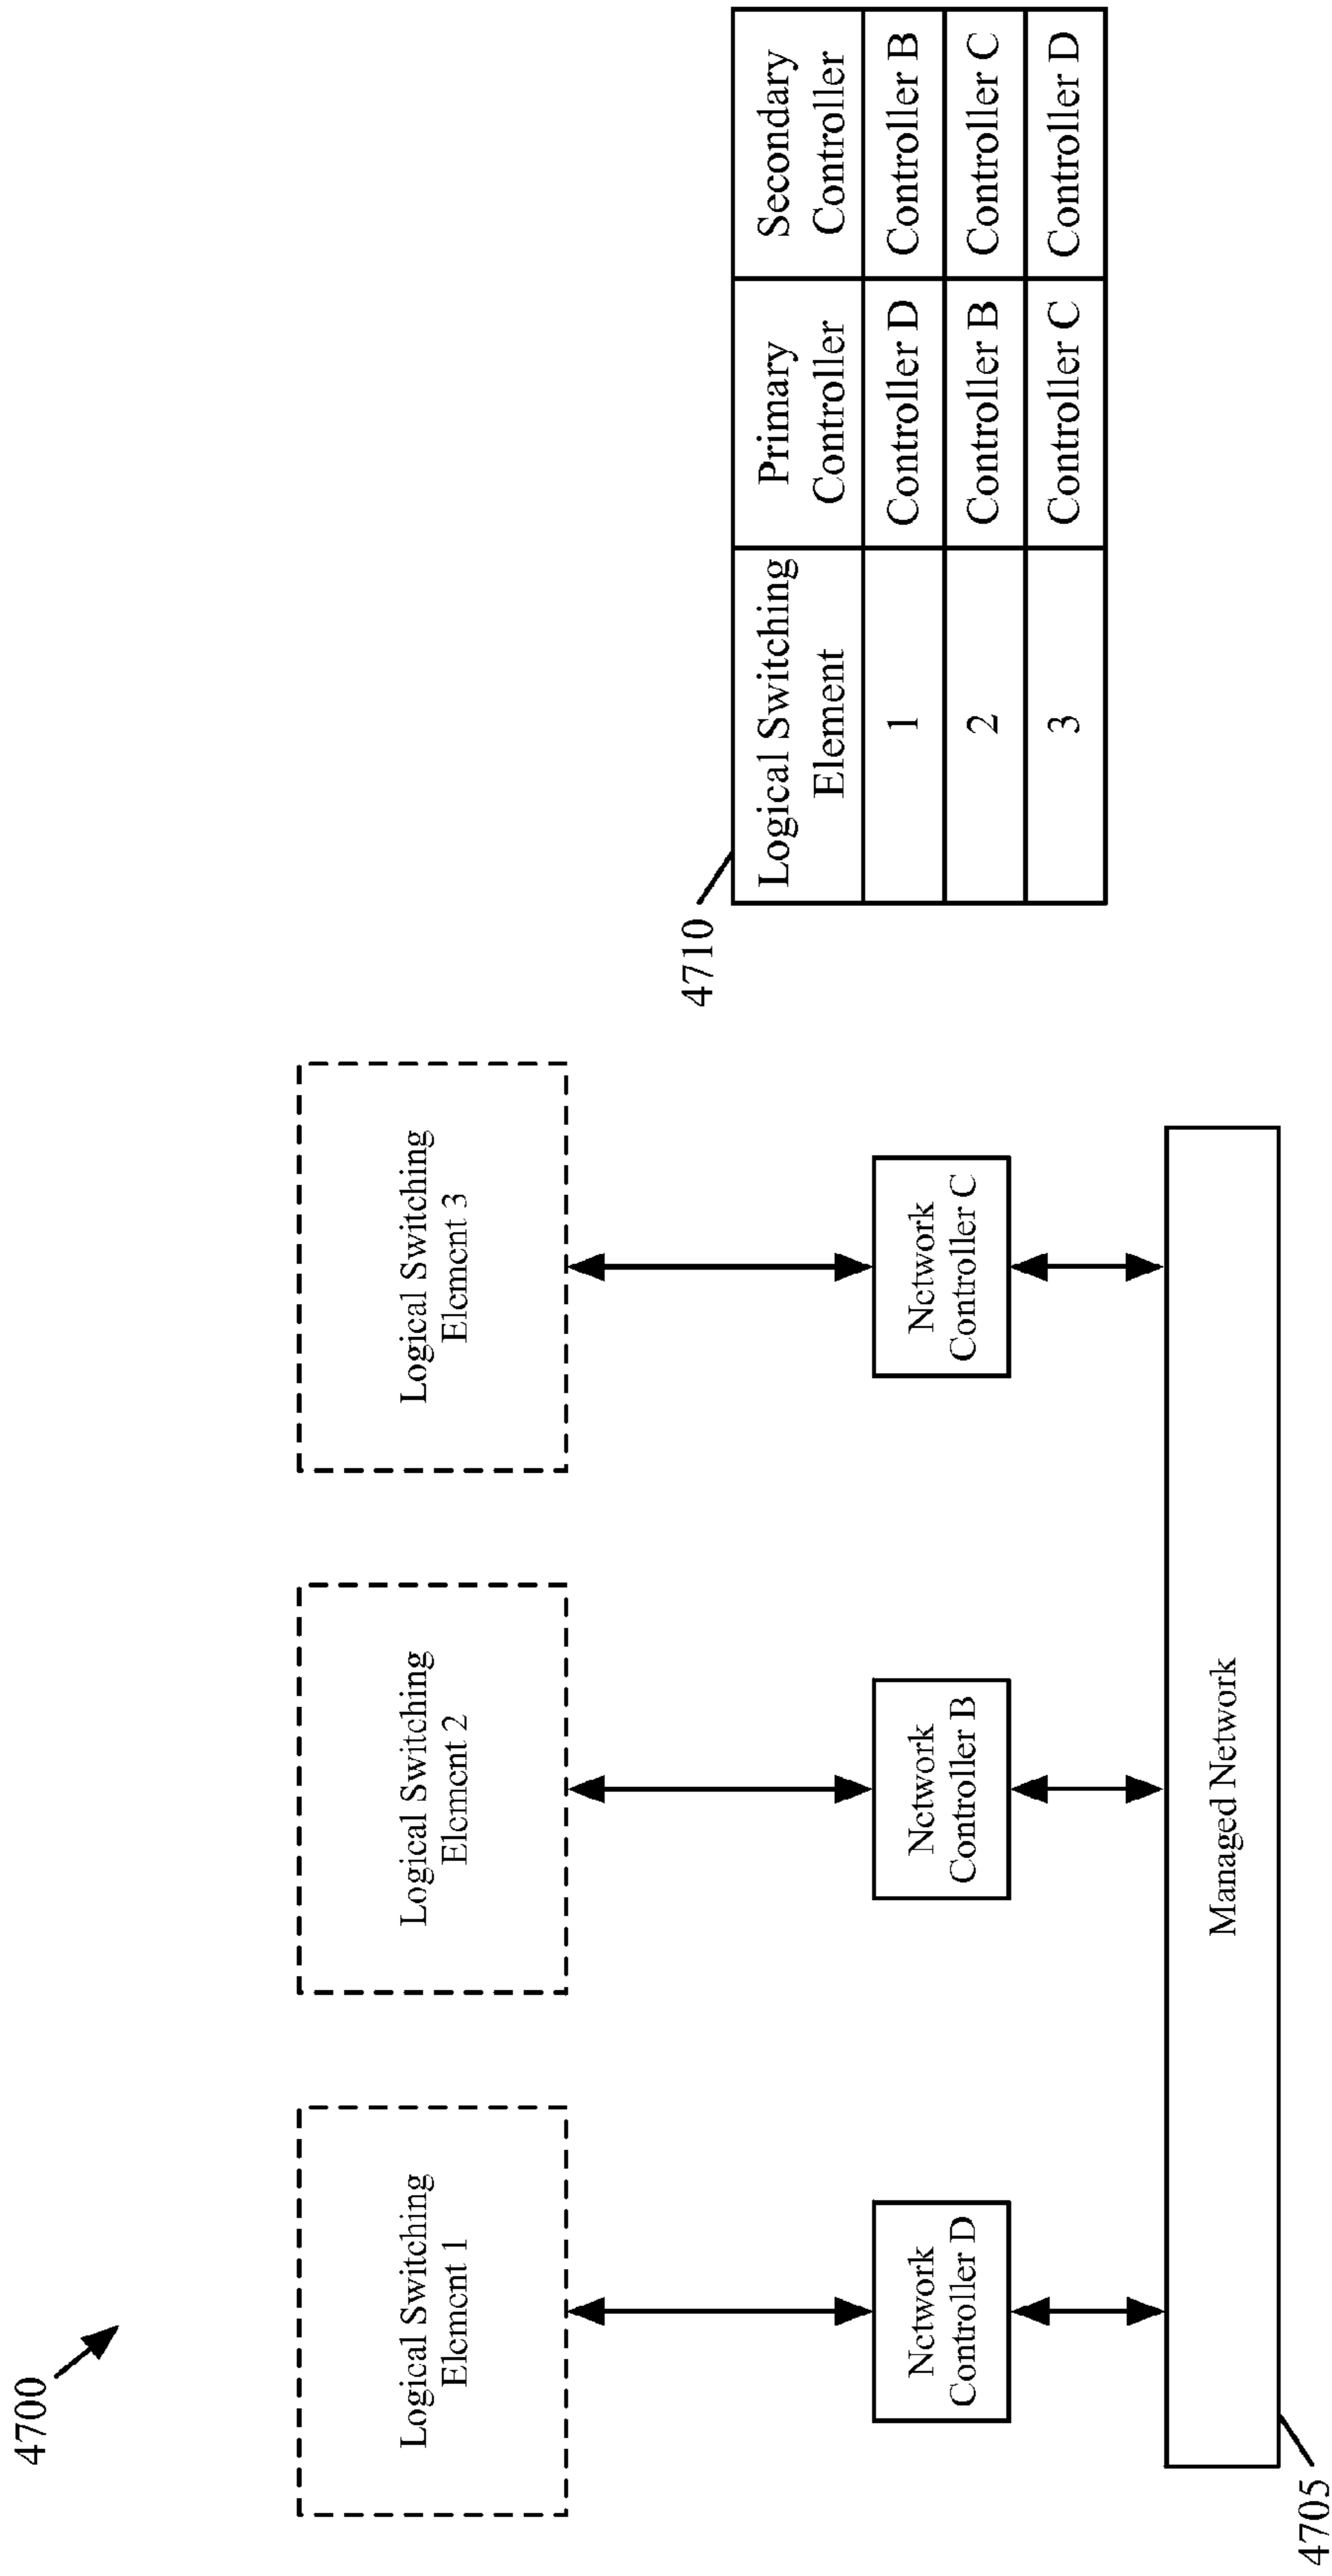 4700
Logical Switching
Element 1
Logical Switching
Element 2
Logical Switching
Element 3
Network
Controller D
Network
Controller B
Network
Controller C
Managed Network
4705
4710
Logical Switching
Element
Primary
Controller
Secondary
Controller
1
Controller D
Controller B
2
Controller B
Controller C
3
Controller C
Controller D